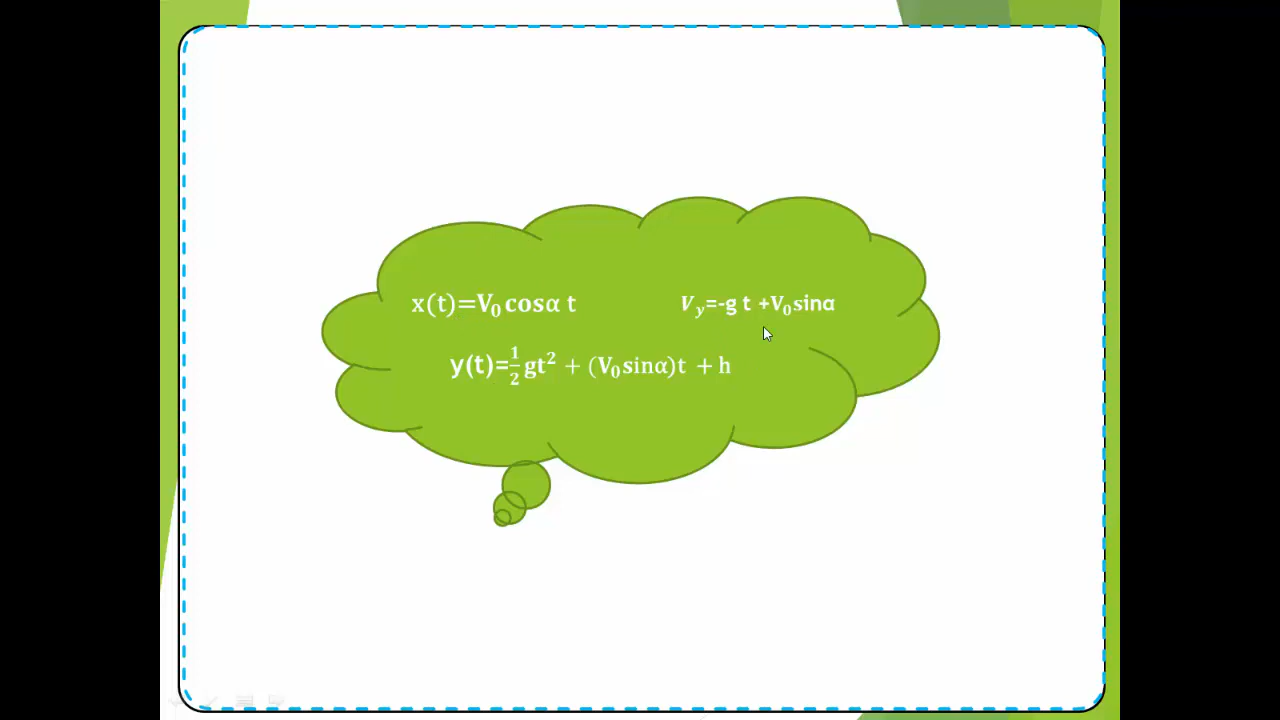 x(t)=V₀cosα t
V_y=-g t +V₀sinα
y(t)=½gt² + (V₀sinα)t + h